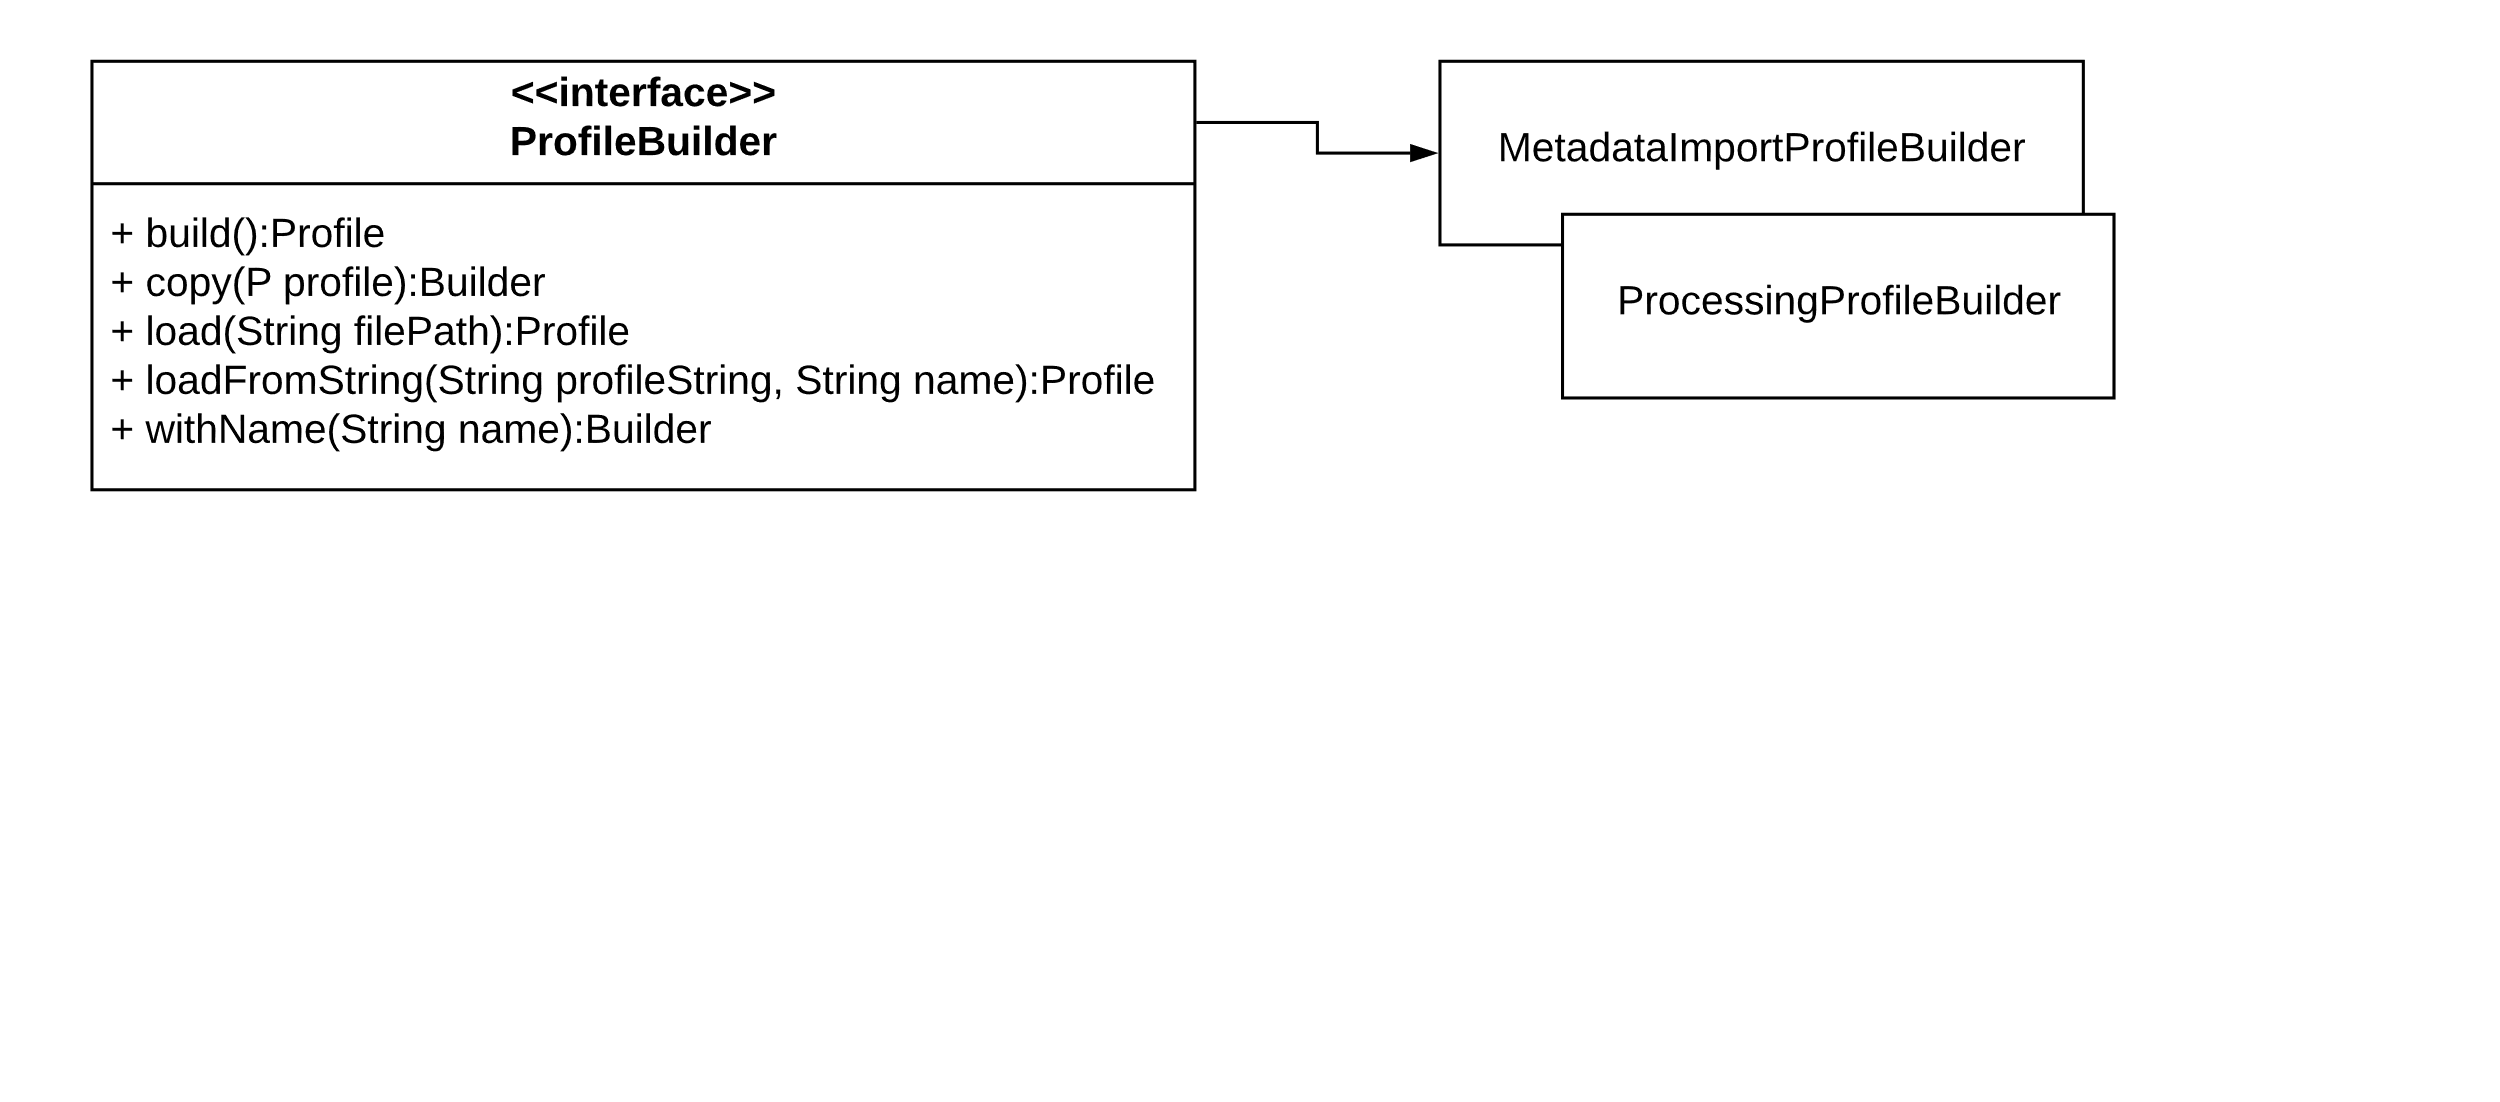 <<interface>>
ProfileBuilder
+ build():Profile
+ copy(P profile):Builder
+ load(String filePath):Profile
+ loadFromString(String profileString, String name):Profile
+ withName(String name):Builder
MetadataImportProfileBuilder
ProcessingProfileBuilder